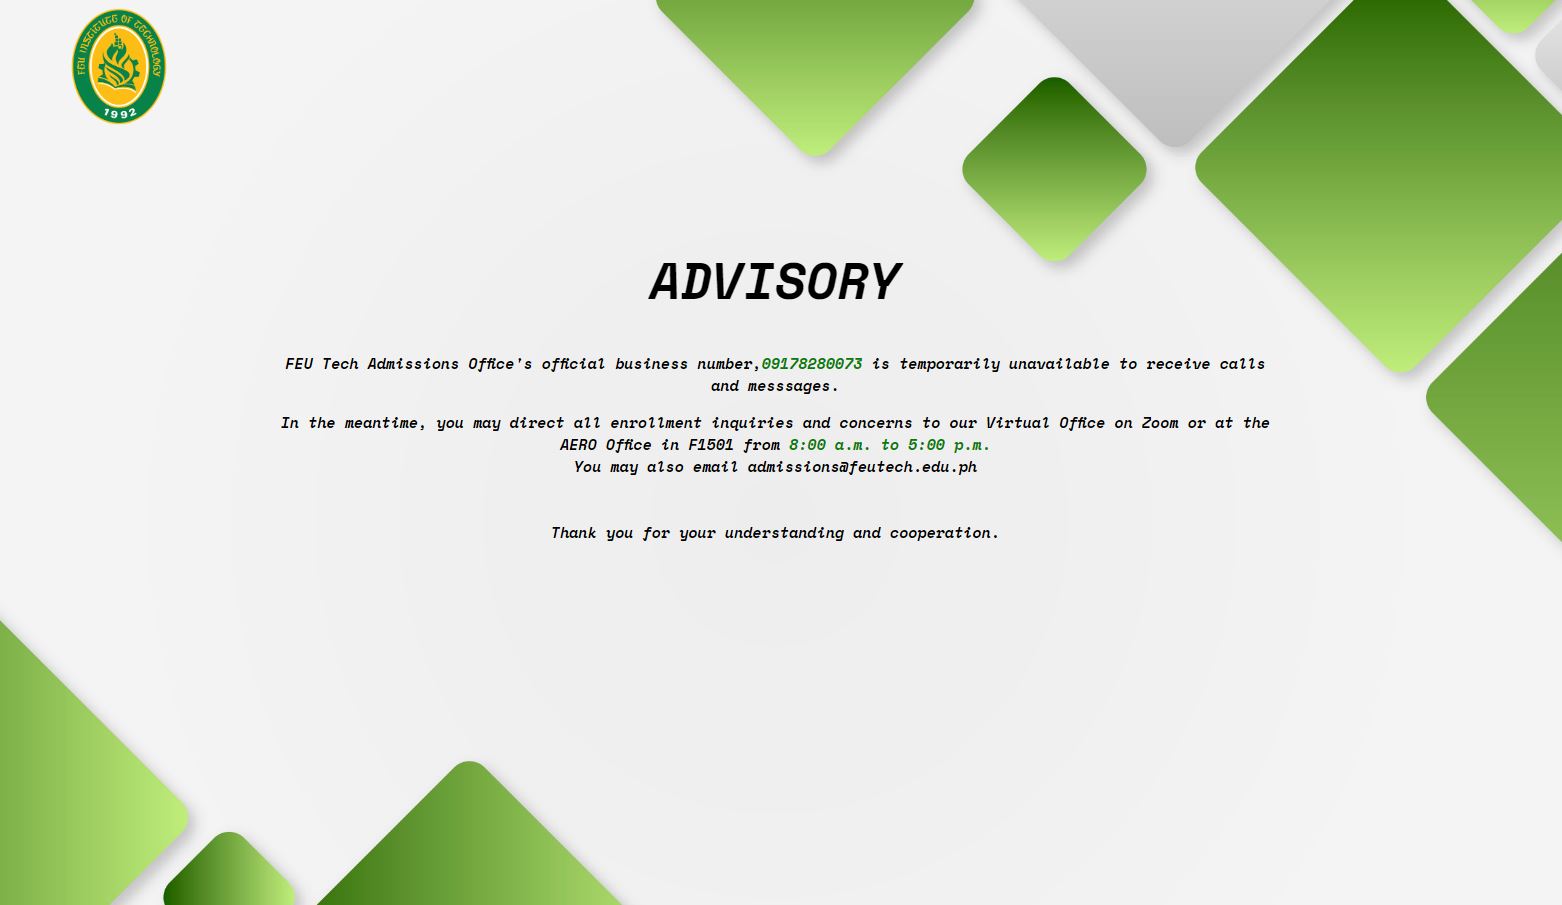 FEU INSTITUTE OF TECHNOLOGY
1992
ADVISORY
FEU Tech Admissions Office's official business number,09178280073 is temporarily unavailable to receive calls
and messsages.
In the meantime, you may direct all enrollment inquiries and concerns to our Virtual Office on Zoom or at the
AERO Office in F1501 from 8:00 a.m. to 5:00 p.m.
You may also email admissions@feutech.edu.ph
Thank you for your understanding and cooperation.